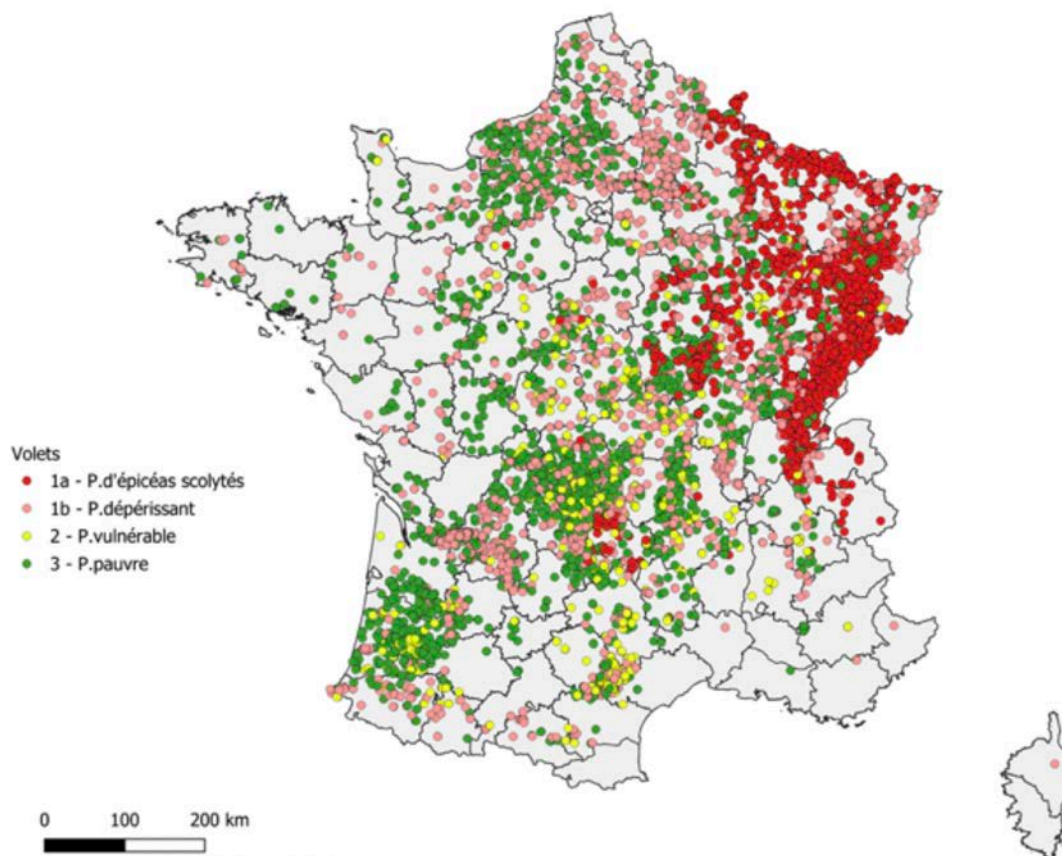 Volets
1a - P.d'épicéas scolytés
1b - P.dépérissant
2 - P.vulnérable
3 - P.pauvre
0 100 200 km